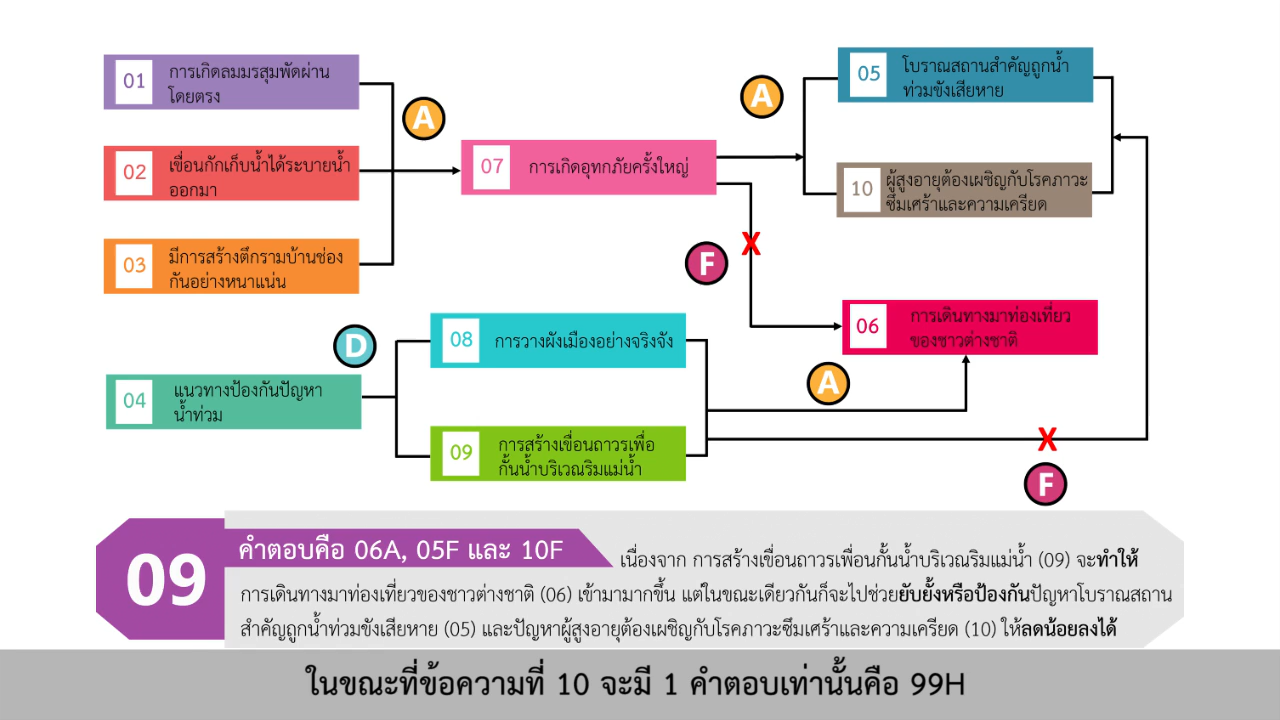 01 การเกิดลมมรสุมพัดผ่าน
โดยตรง
A
02 เขื่อนกักเก็บน้ำได้ระบายน้ำ
ออกมา
03 มีการสร้างตึกรามบ้านช่อง
กันอย่างหนาแน่น
07 การเกิดอุทกภัยครั้งใหญ่
A
05 โบราณสถานสำคัญถูกน้ำ
ท่วมขังเสียหาย
10 ผู้สูงอายุต้องเผชิญกับโรคภาวะ
ซึมเศร้าและความเครียด
X
F
06 การเดินทางมาท่องเที่ยว
ของชาวต่างชาติ
D
08 การวางผังเมืองอย่างจริงจัง
04 แนวทางป้องกันปัญหา
น้ำท่วม
A
09 การสร้างเขื่อนถาวรเพื่อ
กั้นน้ำบริเวณริมแม่น้ำ
X
F
09
คำตอบคือ 06A, 05F และ 10F
เนื่องจาก การสร้างเขื่อนถาวรเพื่อนกั้นน้ำบริเวณริมแม่น้ำ (09) จะทำให้
การเดินทางมาท่องเที่ยวของชาวต่างชาติ (06) เข้ามามากขึ้น แต่ในขณะเดียวกันก็จะไปช่วยยับยั้งหรือป้องกันปัญหาโบราณสถาน
สำคัญถูกน้ำท่วมขังเสียหาย (05) และปัญหาผู้สูงอายุต้องเผชิญกับโรคภาวะซึมเศร้าและความเครียด (10) ให้ลดน้อยลงได้
ในขณะที่ข้อความที่ 10 จะมี 1 คำตอบเท่านั้นคือ 99H